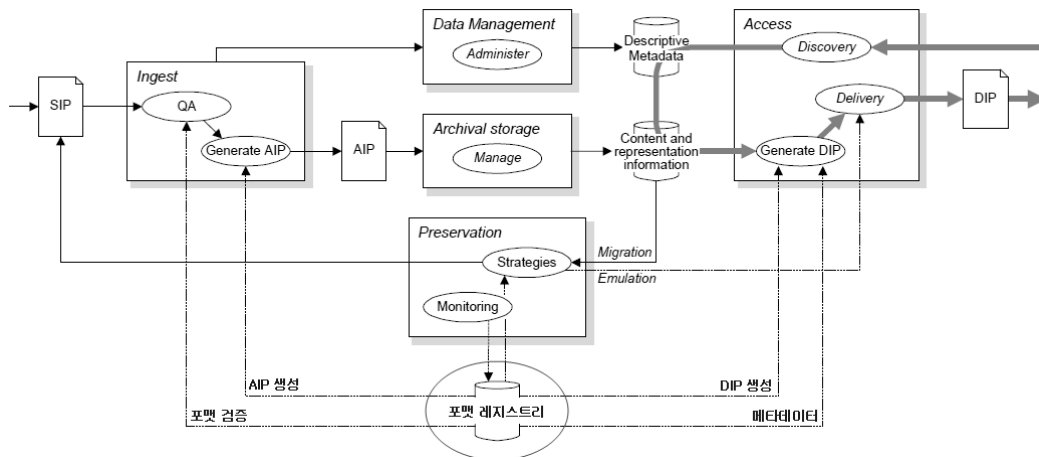 Data Management
Administer
Descriptive
Metadata
Access
Discovery
Ingest
SIP
QA
Generate AIP
AIP
Archival storage
Manage
Content and
representation
information
Delivery
Generate DIP
DIP
Preservation
Strategies
Migration
Emulation
Monitoring
AIP 생성
DIP 생성
포맷 검증
포맷 레지스트리
메타데이터